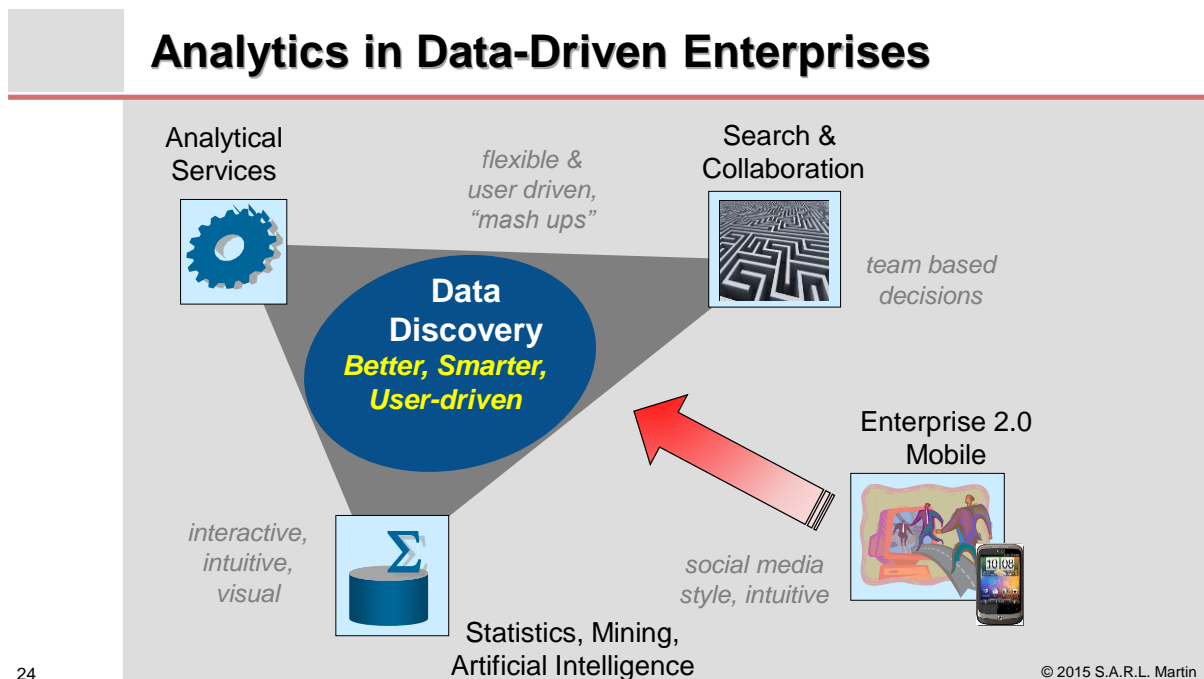 Analytics in Data-Driven Enterprises
Analytical
Services
flexible &
user driven,
“mash ups”
Search &
Collaboration
team based
decisions
Data
Discovery
Better, Smarter,
User-driven
Enterprise 2.0
Mobile
10 08
interactive,
intuitive,
visual
Σ
social media
style, intuitive
Statistics, Mining,
Artificial Intelligence
24
© 2015 S.A.R.L. Martin